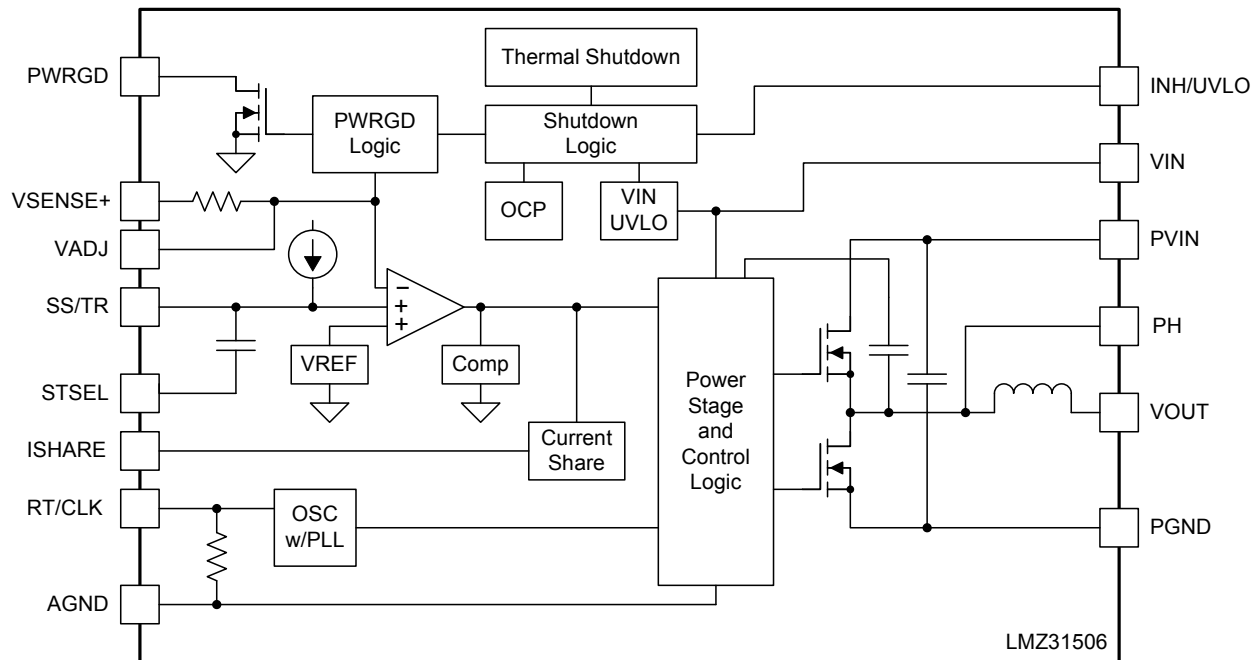 PWRGD
VSENSE+
VADJ
SS/TR
STSEL
ISHARE
RT/CLK
AGND
Thermal Shutdown
PWRGD
Logic
Shutdown
Logic
OCP
VIN
UVLO
−
+
+
VREF
Comp
Current
Share
OSC
w/PLL
Power
Stage
and
Control
Logic
INH/UVLO
VIN
PVIN
PH
VOUT
PGND
LMZ31506